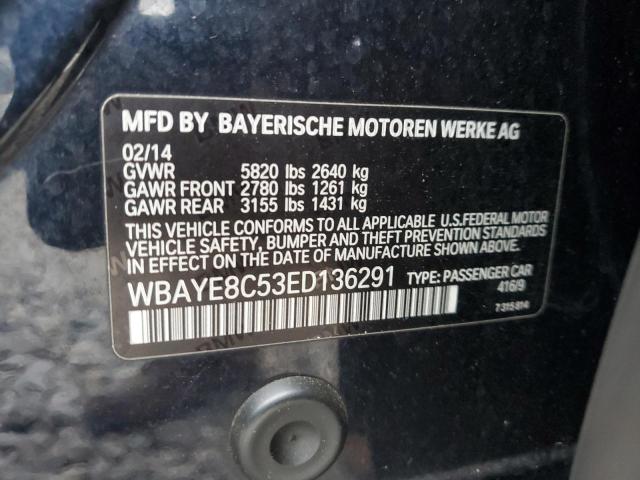 MFD BY BAYERISCHE MOTOREN WERKE AG
02/14
GVWR 5820 lbs 2640 kg
GAWR FRONT 2780 lbs 1261 kg
GAWR REAR 3155 lbs 1431 kg
THIS VEHICLE CONFORMS TO ALL APPLICABLE U.S. FEDERAL MOTOR
VEHICLE SAFETY, BUMPER AND THEFT PREVENTION STANDARDS
IN EFFECT ON THE DATE OF MANUFACTURE SHOWN ABOVE.
WBAYE8C53ED136291 TYPE: PASSENGER CAR
416/9
7315814